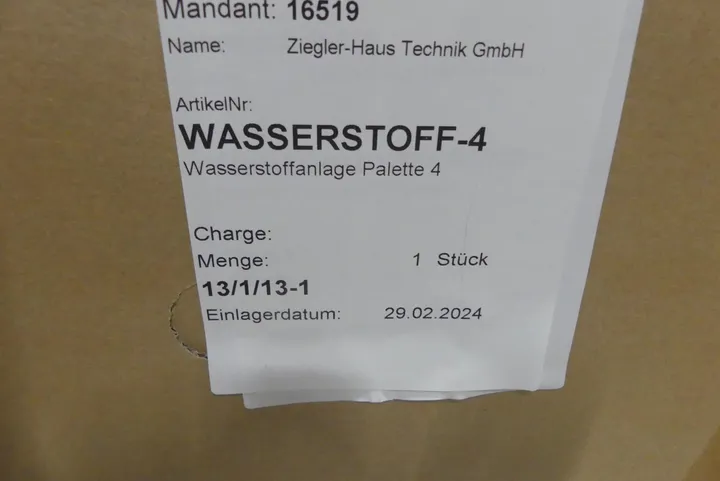 Mandant: 16519
Name: Ziegler-Haus Technik GmbH
ArtikelNr:
WASSERSTOFF-4
Wasserstoffanlage Palette 4
Charge:
Menge: 1 Stück
13/1/13-1
Einlagerdatum: 29.02.2024